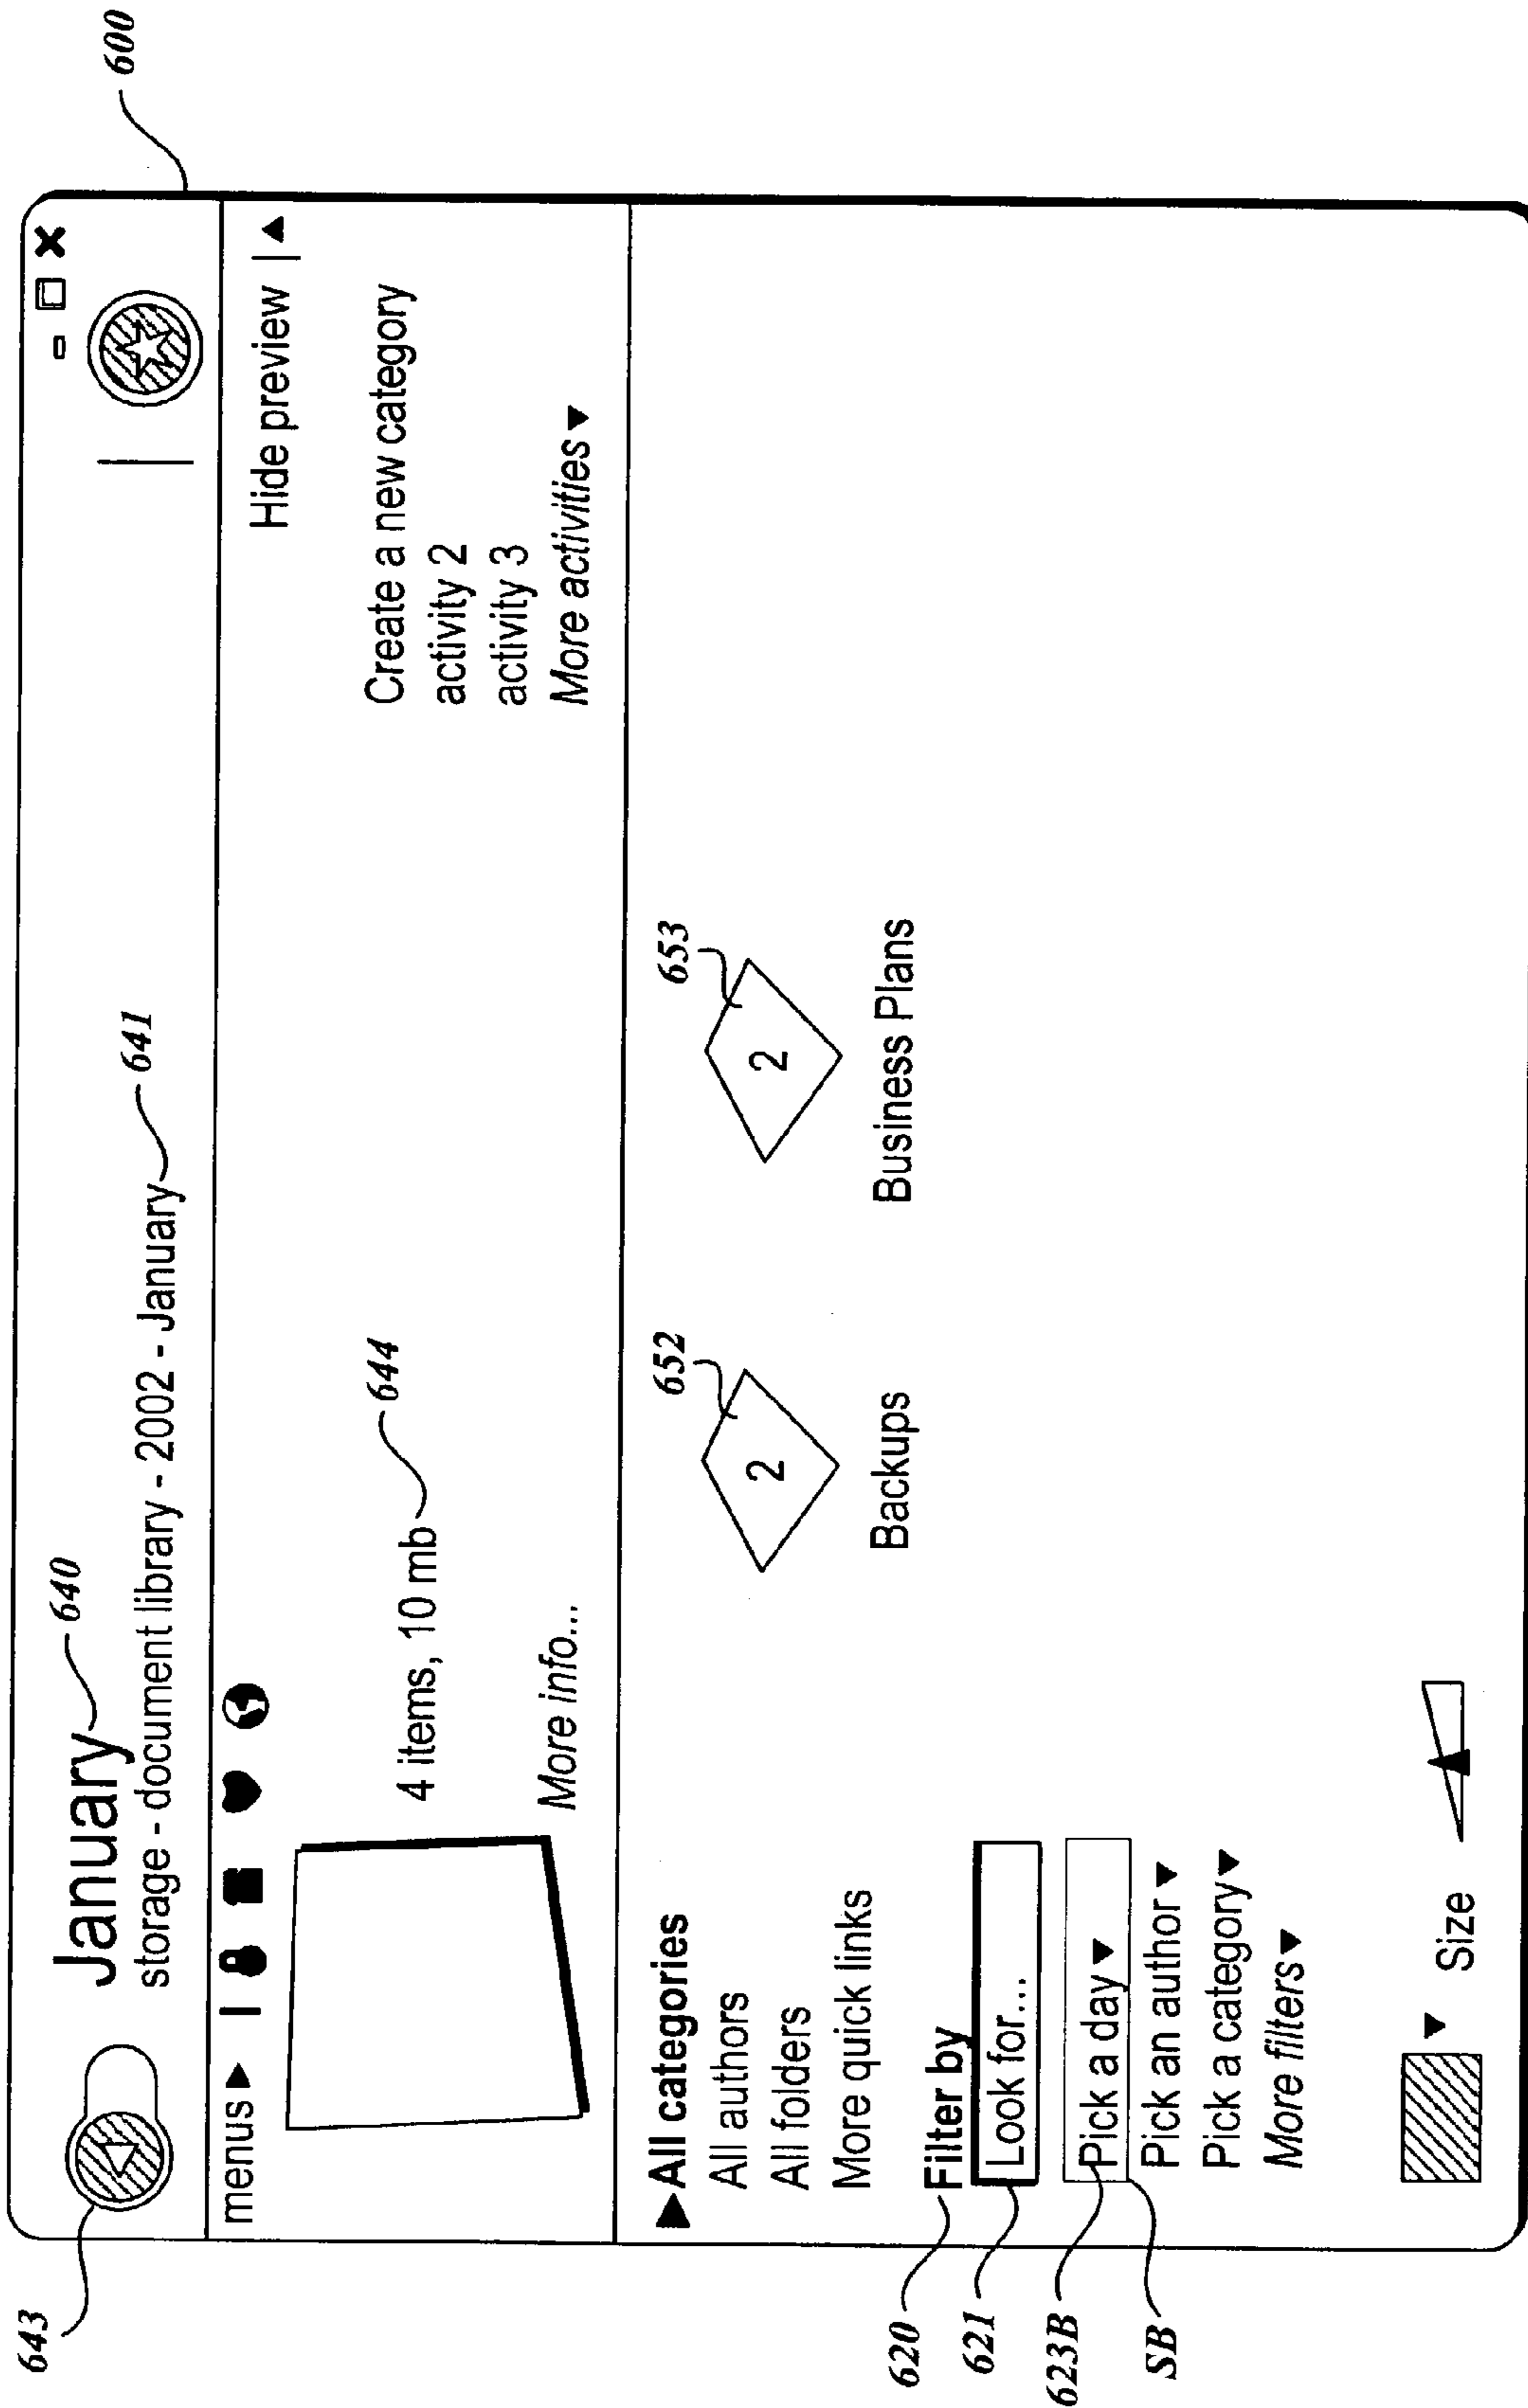 600
January 640
storage - document library - 2002 - January 641
643
menus
Hide preview
4 items, 10 mb 644
More info...
Create a new category
activity 2
activity 3
More activities
All categories
All authors
All folders
More quick links
652
2
Backups
653
2
Business Plans
620 Filter by
621 Look for...
623B Pick a day
SB
Pick an author
Pick a category
More filters
Size